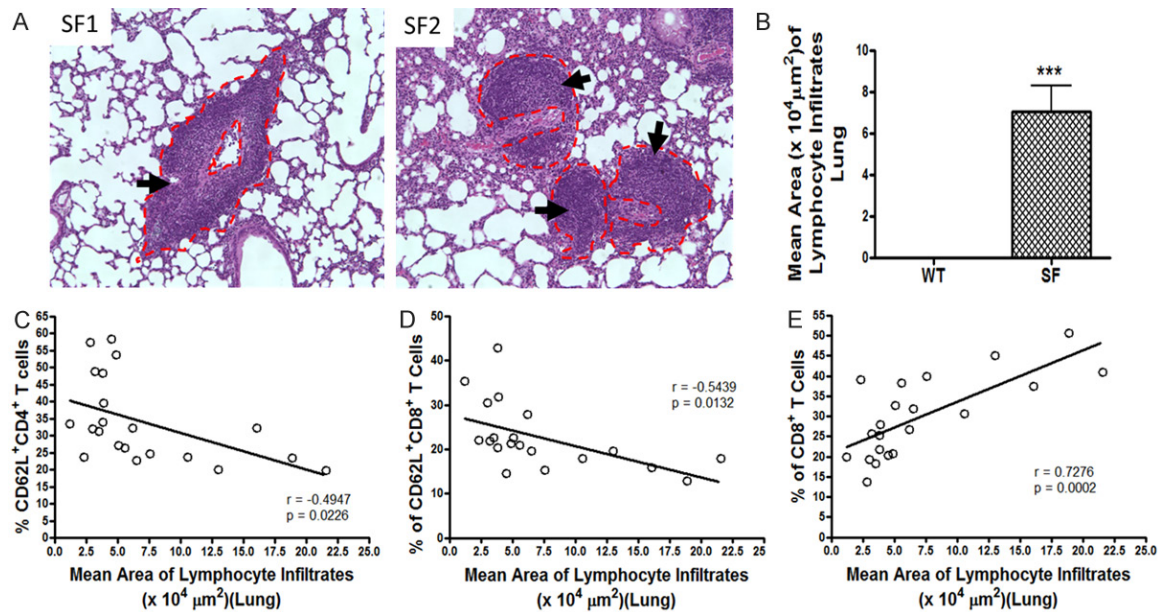 A
SF1
SF2
B
Mean Area (x 10⁴µm²)of
Lymphocyte Infiltrates
Lung
10
8
6
4
2
0
***
WT
SF
C
% CD62L⁺CD4⁺ T cells
65
60
55
50
45
40
35
30
25
20
15
10
5
0
r = -0.4947
p = 0.0226
0.0 2.5 5.0 7.5 10.0 12.5 15.0 17.5 20.0 22.5 25.0
Mean Area of Lymphocyte Infiltrates
(x 10⁴ µm²)(Lung)
D
% of CD62L⁺CD8⁺ T Cells
50
40
30
20
10
0
r = -0.5439
p = 0.0132
0.0 2.5 5.0 7.5 10.0 12.5 15.0 17.5 20.0 22.5 25.0
Mean Area of Lymphocyte Infiltrates
(x 10⁴ µm²)(Lung)
E
% of CD8⁺ T Cells
55
50
45
40
35
30
25
20
15
10
5
0
r = 0.7276
p = 0.0002
0.0 2.5 5.0 7.5 10.0 12.5 15.0 17.5 20.0 22.5 25.0
Mean Area of Lymphocyte Infiltrates
(x 10⁴ µm²)(Lung)